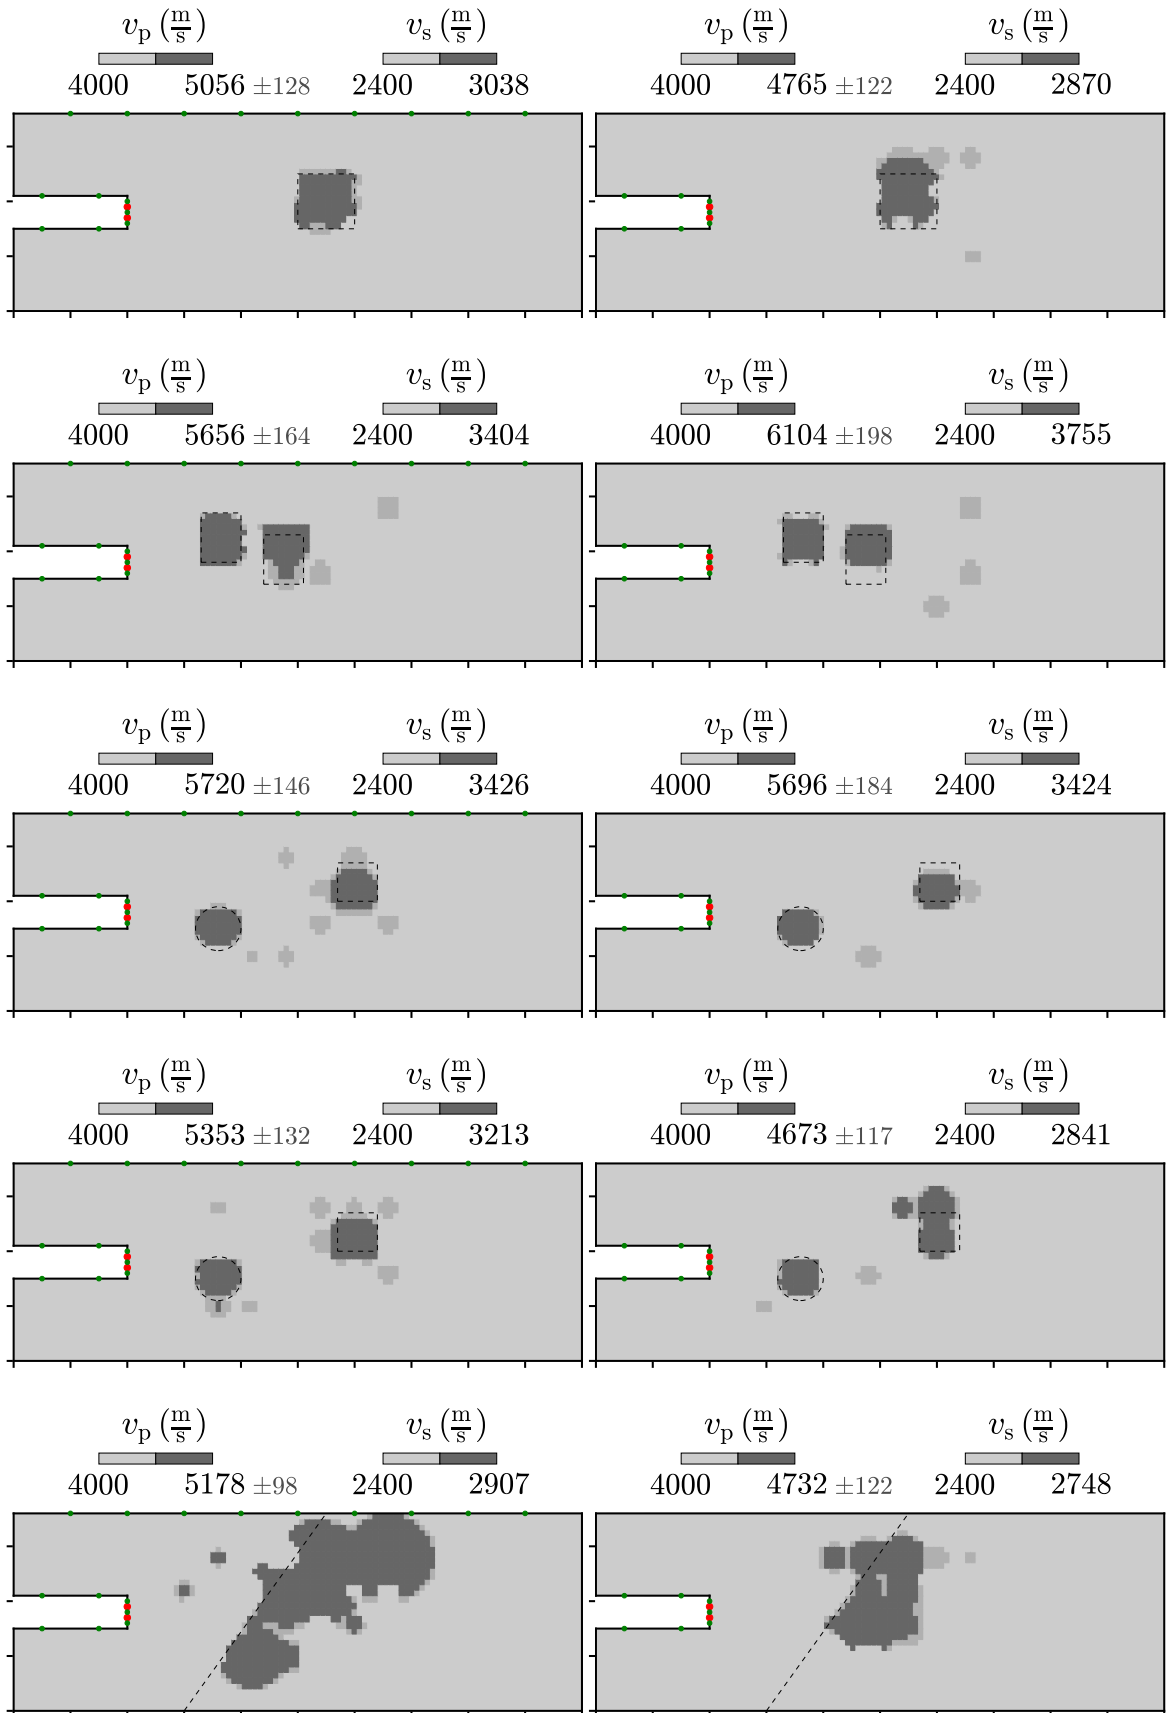 v_p (m/s) v_s (m/s) v_p (m/s) v_s (m/s)
4000 5056 ±128 2400 3038 4000 4765 ±122 2400 2870
v_p (m/s) v_s (m/s) v_p (m/s) v_s (m/s)
4000 5656 ±164 2400 3404 4000 6104 ±198 2400 3755
v_p (m/s) v_s (m/s) v_p (m/s) v_s (m/s)
4000 5720 ±146 2400 3426 4000 5696 ±184 2400 3424
v_p (m/s) v_s (m/s) v_p (m/s) v_s (m/s)
4000 5353 ±132 2400 3213 4000 4673 ±117 2400 2841
v_p (m/s) v_s (m/s) v_p (m/s) v_s (m/s)
4000 5178 ±98 2400 2907 4000 4732 ±122 2400 2748